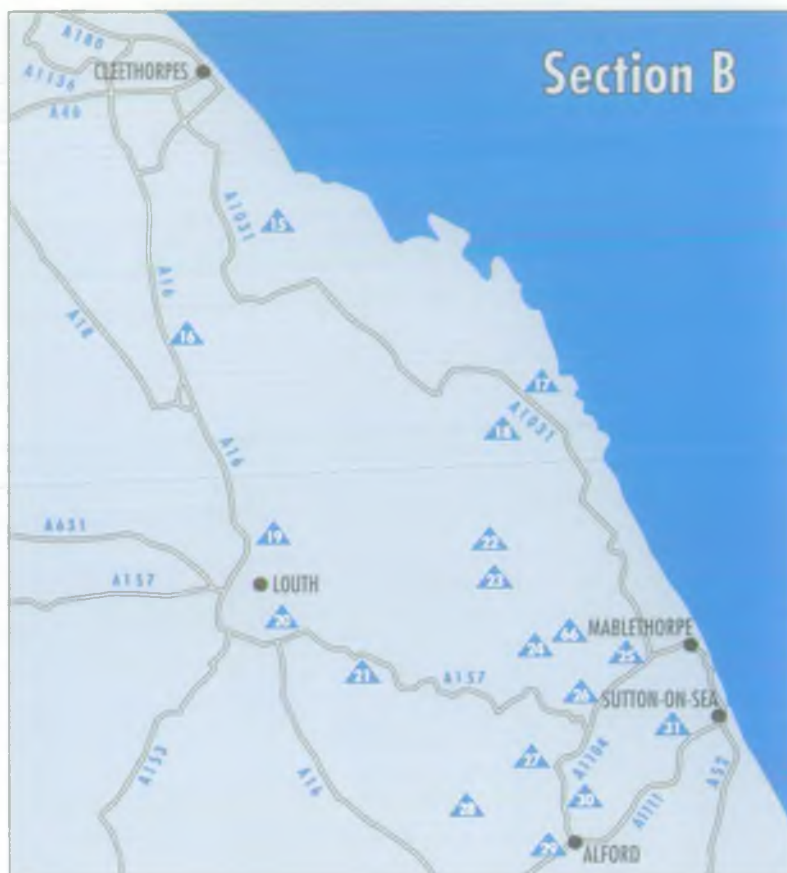 Section B
A180
CLEETHORPES
A1136
A46
A1031
15
A16
A18
16
17
A1031
18
A16
A631
19
22
A157
LOUTH
23
20
66
MABLETHORPE
24
25
21
A157
26
SUTTON-ON-SEA
31
A153
A16
27
A1104
A52
28
30
A1111
29
ALFORD